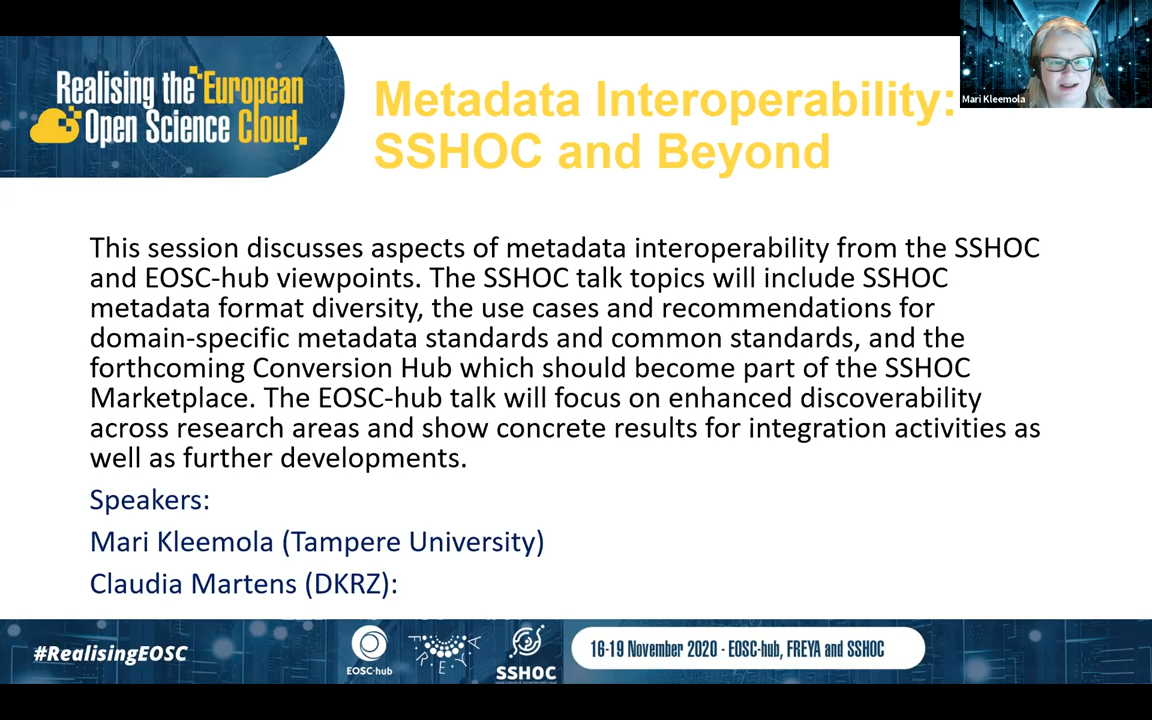 Realising the European
Open Science Cloud
Metadata Interoperability:
SSHOC and Beyond
Mari Kleemola
This session discusses aspects of metadata interoperability from the SSHOC
and EOSC-hub viewpoints. The SSHOC talk topics will include SSHOC
metadata format diversity, the use cases and recommendations for
domain-specific metadata standards and common standards, and the
forthcoming Conversion Hub which should become part of the SSHOC
Marketplace. The EOSC-hub talk will focus on enhanced discoverability
across research areas and show concrete results for integration activities as
well as further developments.
Speakers:
Mari Kleemola (Tampere University)
Claudia Martens (DKRZ):
#RealisingEOSC
EOSC-hub
FREYA
SSHOC
16-19 November 2020 - EOSC-hub, FREYA and SSHOC